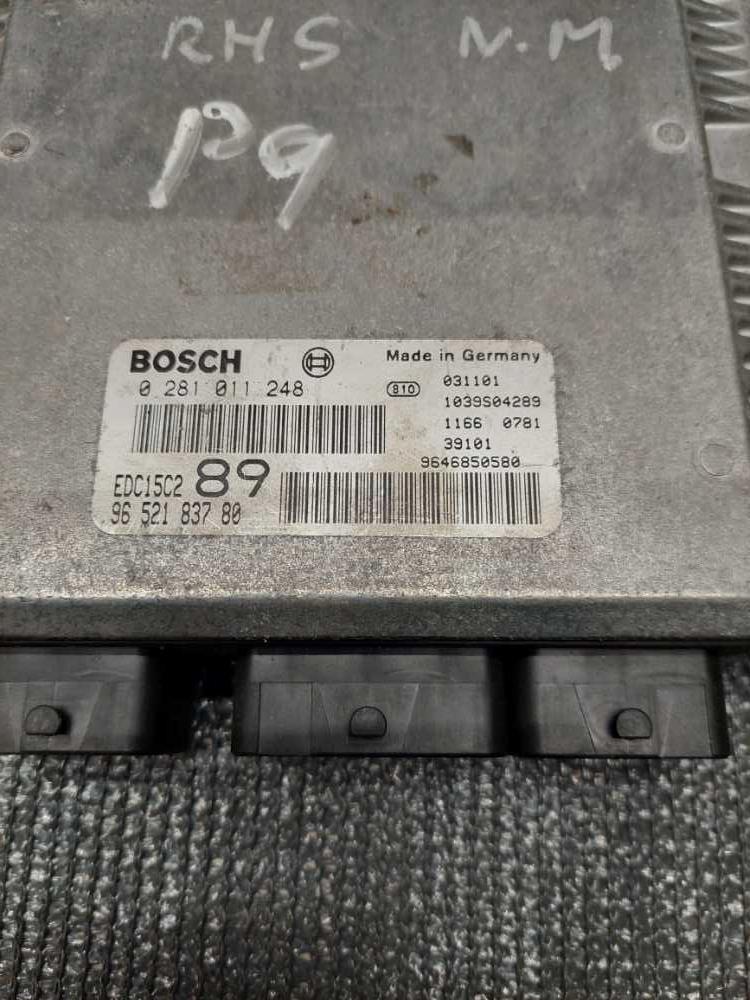 RHS N.M
P9
BOSCH Made in Germany
0 281 011 248 810 031101
1039S04289
1166 0781
39101
9646850580
EDC15C2 89
96 521 837 80